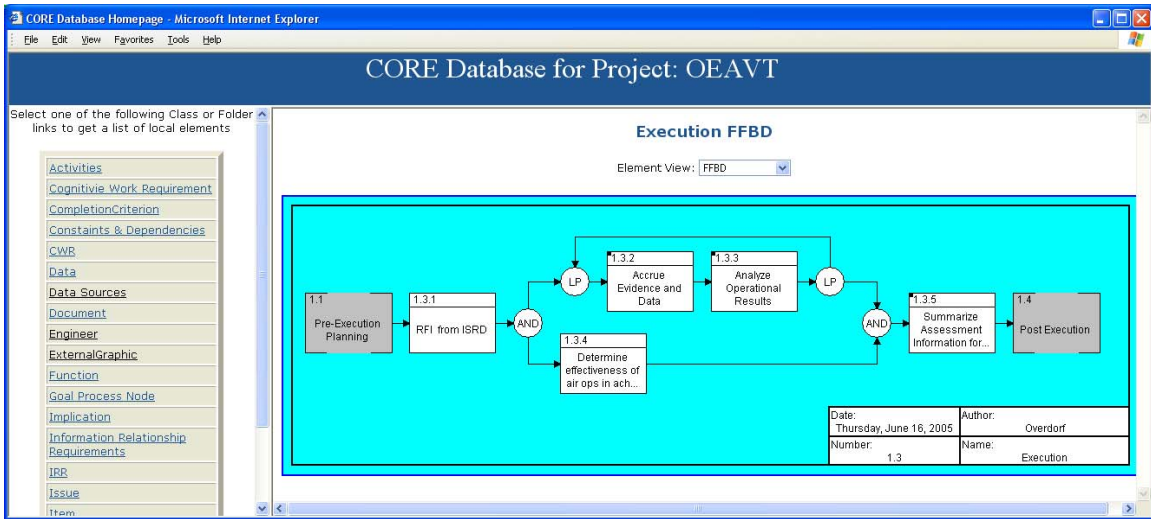 CORE Database Homepage - Microsoft Internet Explorer
File Edit View Favorites Tools Help
CORE Database for Project: OEAVT
Select one of the following Class or Folder
links to get a list of local elements
Activities
Cognitivie Work Requirement
CompletionCriterion
Constaints & Dependencies
CWR
Data
Data Sources
Document
Engineer
ExternalGraphic
Function
Goal Process Node
Implication
Information Relationship
Requirements
IRR
Issue
Item
Execution FFBD
Element View: FFBD
1.1
Pre-Execution
Planning
1.3.1
RFI from ISRD
AND
LP
1.3.2
Accrue
Evidence and
Data
1.3.3
Analyze
Operational
Results
LP
1.3.4
Determine
effectiveness of
air ops in ach...
AND
1.3.5
Summarize
Assessment
Information for...
1.4
Post Execution
Date:
Thursday, June 16, 2005
Author:
Overdorf
Number:
1.3
Name:
Execution